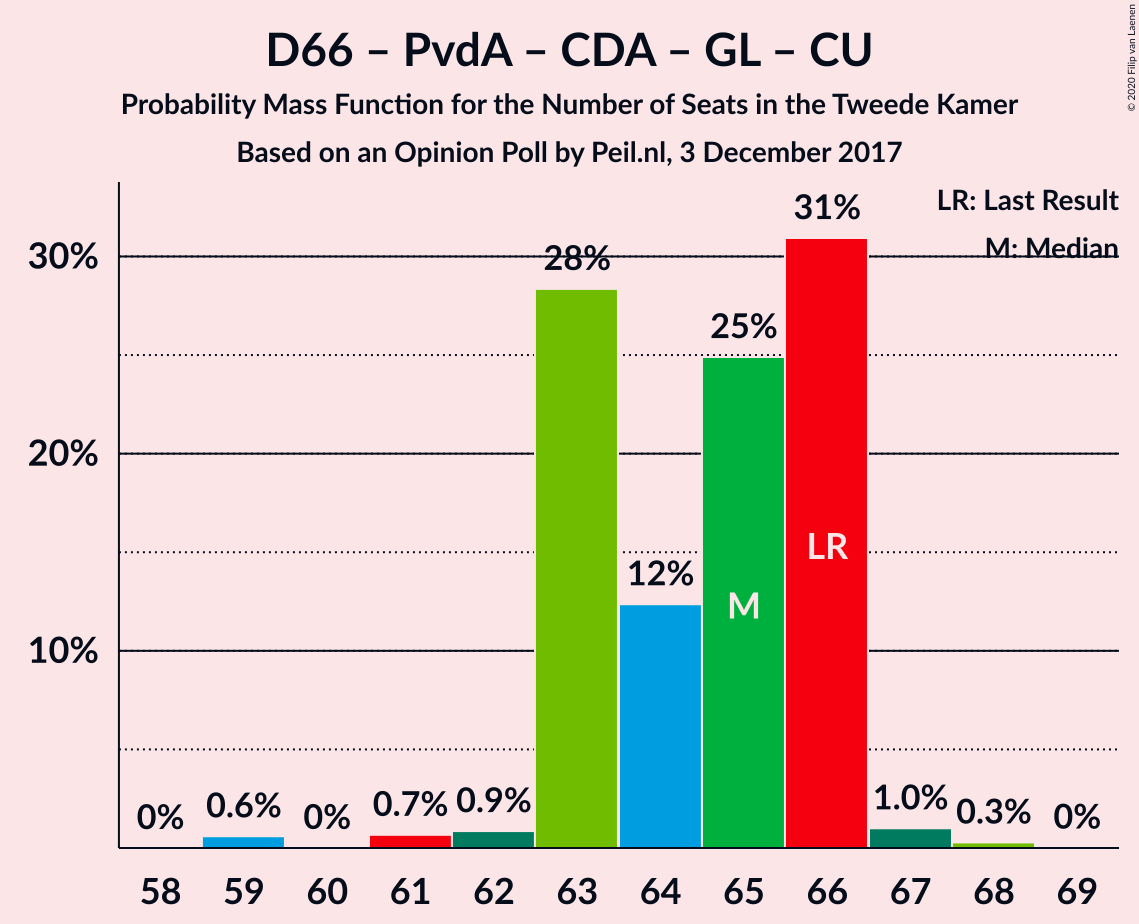 D66 – PvdA – CDA – GL – CU
Probability Mass Function for the Number of Seats in the Tweede Kamer
Based on an Opinion Poll by Peil.nl, 3 December 2017
© 2020 Filip van Laenen
LR: Last Result
M: Median
30%
20%
10%
0%
0.6%
0%
0.7%
0.9%
28%
12%
25%
31%
1.0%
0.3%
0%
M
LR
58 59 60 61 62 63 64 65 66 67 68 69